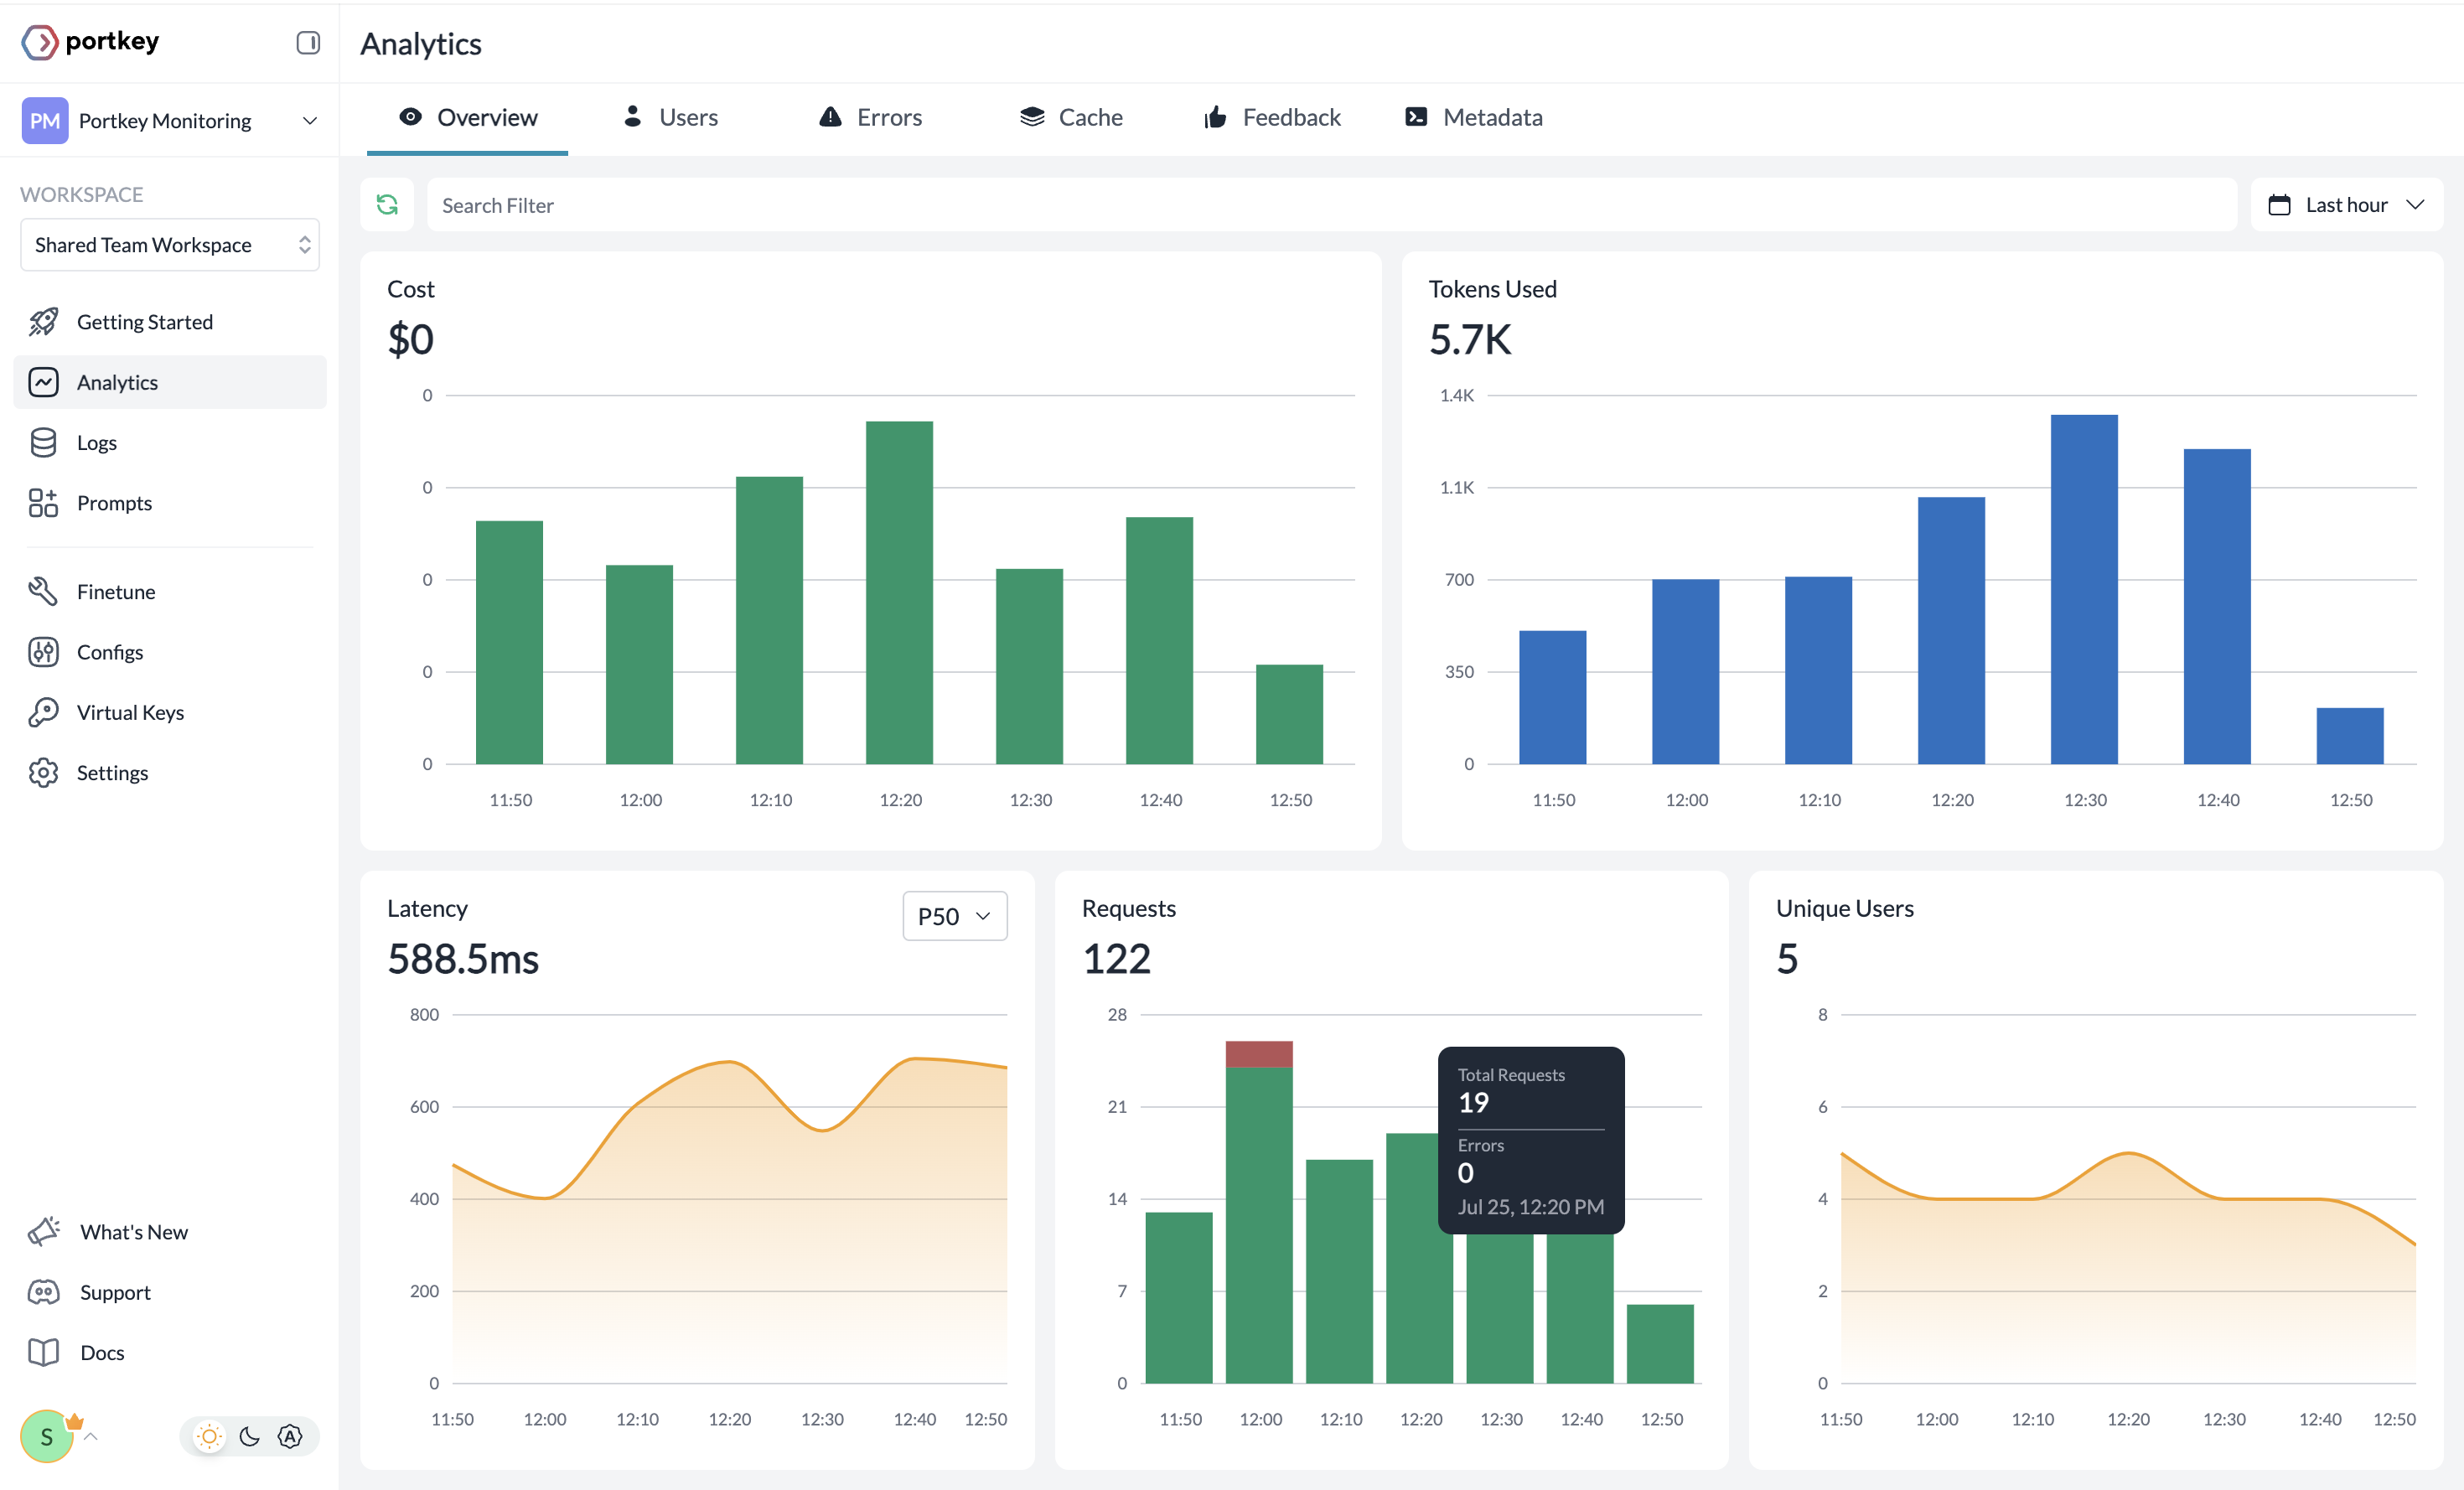 portkey
PM Portkey Monitoring
WORKSPACE
Shared Team Workspace
Getting Started
Analytics
Logs
Prompts
Finetune
Configs
Virtual Keys
Settings
What's New
Support
Docs
S
A
Analytics
Overview Users Errors Cache Feedback Metadata
Search Filter
Last hour
Cost
$0
0
0
0
0
0
11:50 12:00 12:10 12:20 12:30 12:40 12:50
Tokens Used
5.7K
1.4K
1.1K
700
350
0
11:50 12:00 12:10 12:20 12:30 12:40 12:50
Latency
P50
588.5ms
800
600
400
200
0
11:50 12:00 12:10 12:20 12:30 12:40 12:50
Requests
122
28
21
14
7
0
Total Requests
19
Errors
0
Jul 25, 12:20 PM
11:50 12:00 12:10 12:20 12:30 12:40 12:50
Unique Users
5
8
6
4
2
0
11:50 12:00 12:10 12:20 12:30 12:40 12:50